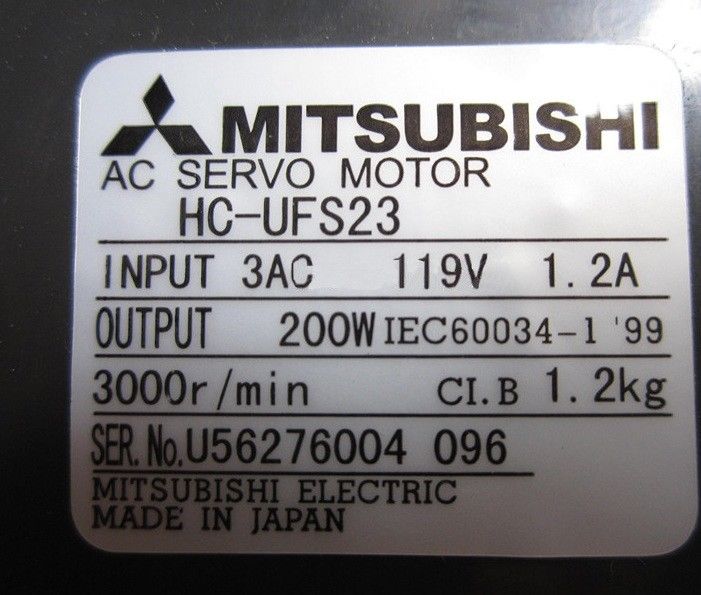 MITSUBISHI
AC SERVO MOTOR
HC-UFS23
INPUT 3AC 119V 1.2A
OUTPUT 200W IEC60034-1 '99
3000r/min CI.B 1.2kg
SER.No.U56276004 096
MITSUBISHI ELECTRIC
MADE IN JAPAN